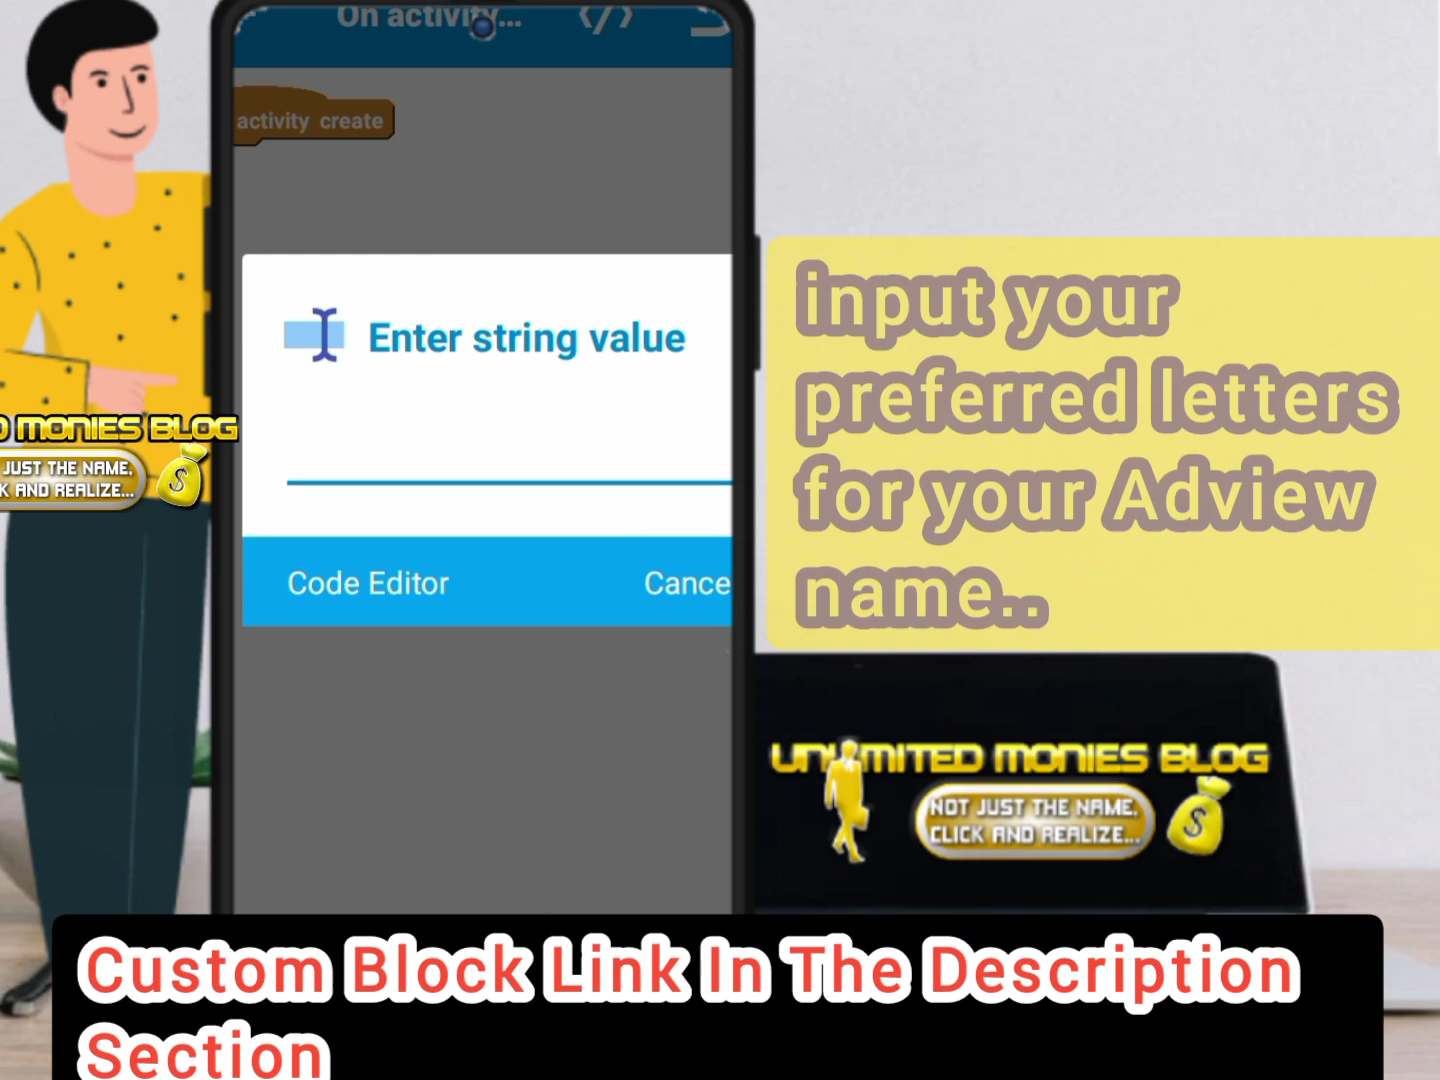 On activity...
</>
activity create
Enter string value
Code Editor
Cance
input your
preferred letters
for your Adview
name..
MONIES BLOG
JUST THE NAME,
K AND REALIZE...
$
UNLIMITED MONIES BLOG
NOT JUST THE NAME,
CLICK AND REALIZE...
$
Custom Block Link In The Description
Section